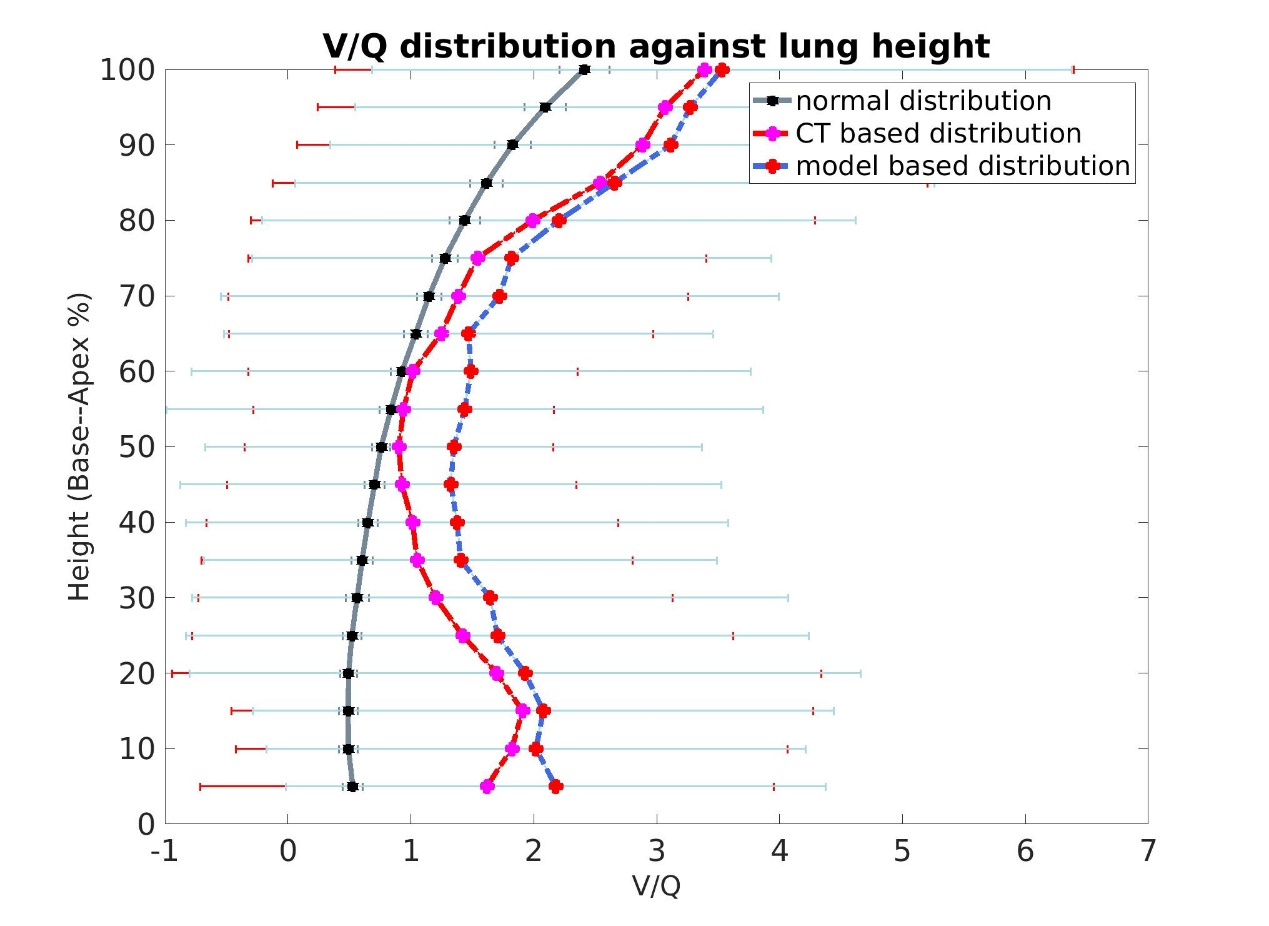 V/Q distribution against lung height
normal distribution
CT based distribution
model based distribution
100
90
80
70
60
50
40
30
20
10
0
Height (Base--Apex %)
-1 0 1 2 3 4 5 6 7
V/Q